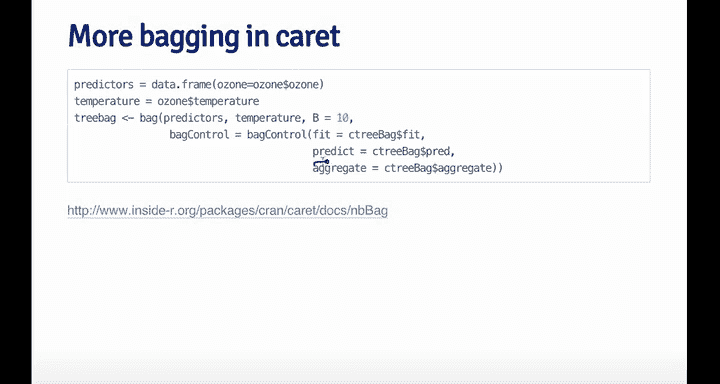 More bagging in caret
predictors = data.frame(ozone=ozone$ozone)
temperature = ozone$temperature
treebag <- bag(predictors, temperature, B = 10,
bagControl = bagControl(fit = ctreeBag$fit,
predict = ctreeBag$pred,
aggregate = ctreeBag$aggregate))
http://www.inside-r.org/packages/cran/caret/docs/nbBag